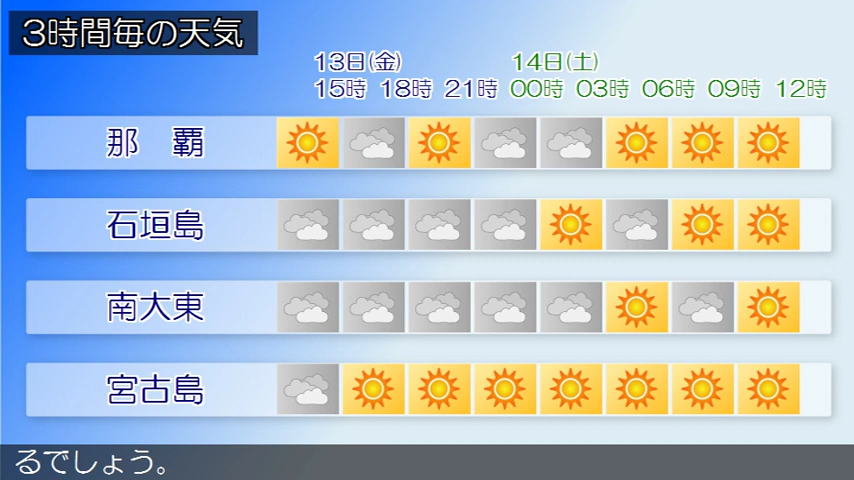 3時間毎の天気
13日(金) 14日(土)
15時 18時 21時 00時 03時 06時 09時 12時
那　覇
石垣島
南大東
宮古島
るでしょう。